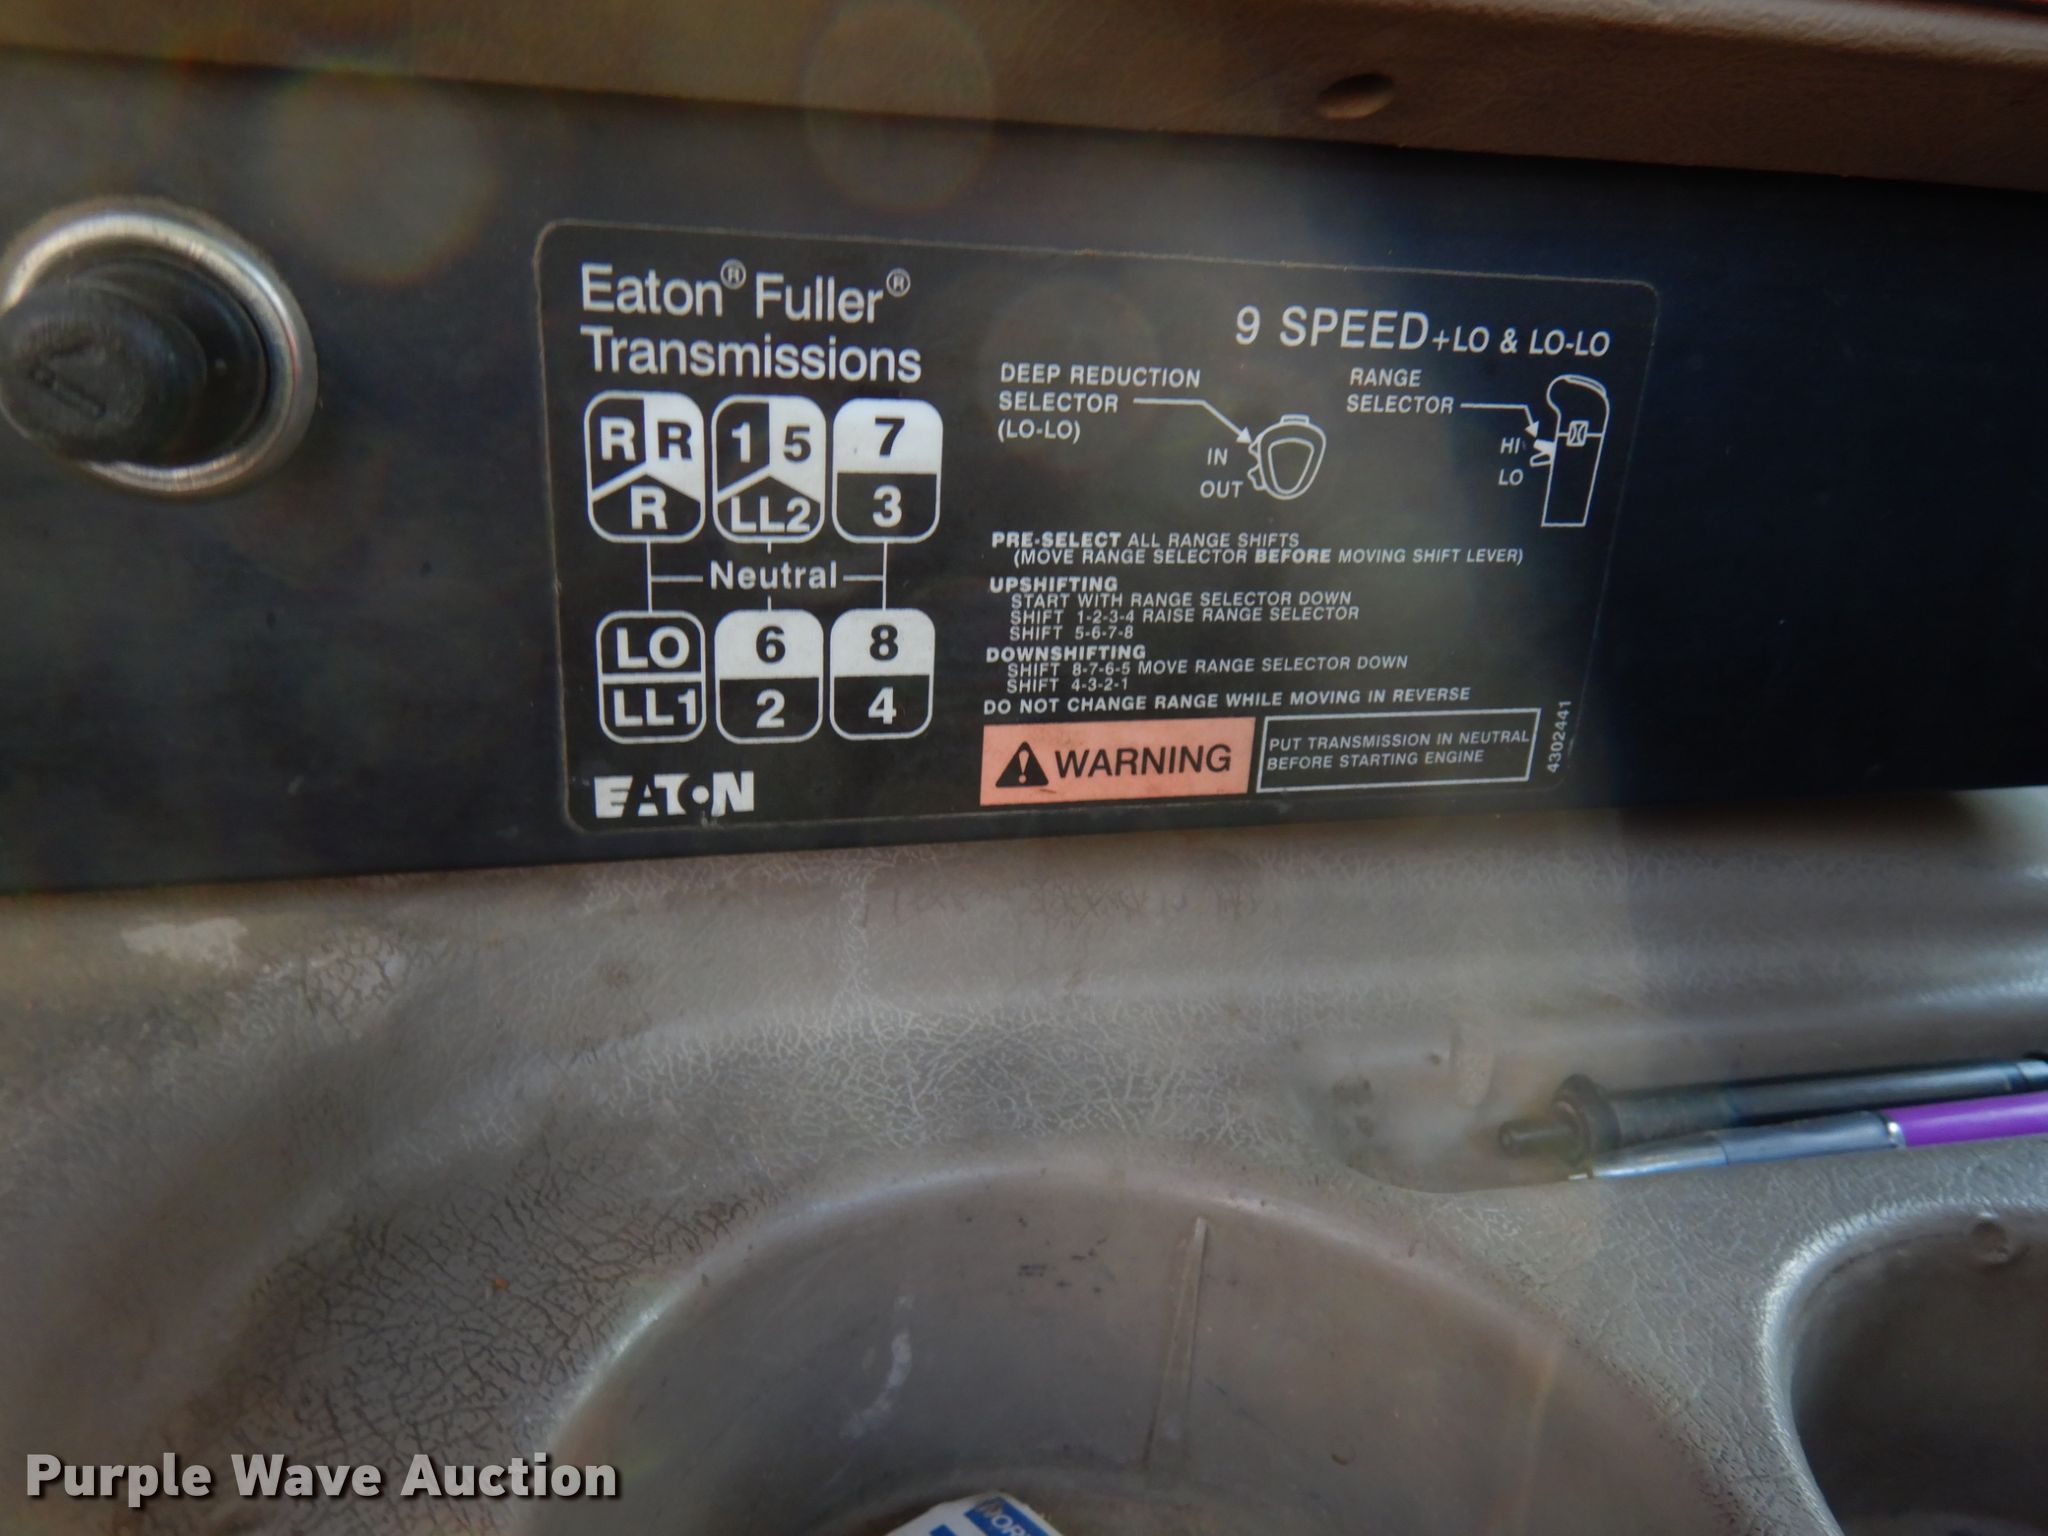 Eaton® Fuller®
Transmissions
R R 1 5 7
R LL2 3
Neutral
LO 6 8
LL1 2 4
EATON
9 SPEED +LO & LO-LO
DEEP REDUCTION
SELECTOR
(LO-LO)
IN
OUT
RANGE
SELECTOR
HI
LO
PRE-SELECT ALL RANGE SHIFTS
(MOVE RANGE SELECTOR BEFORE MOVING SHIFT LEVER)
UPSHIFTING
START WITH RANGE SELECTOR DOWN
SHIFT 1-2-3-4 RAISE RANGE SELECTOR
SHIFT 5-6-7-8
DOWNSHIFTING
SHIFT 8-7-6-5 MOVE RANGE SELECTOR DOWN
SHIFT 4-3-2-1
DO NOT CHANGE RANGE WHILE MOVING IN REVERSE
WARNING
PUT TRANSMISSION IN NEUTRAL
BEFORE STARTING ENGINE
4302441
Purple Wave Auction